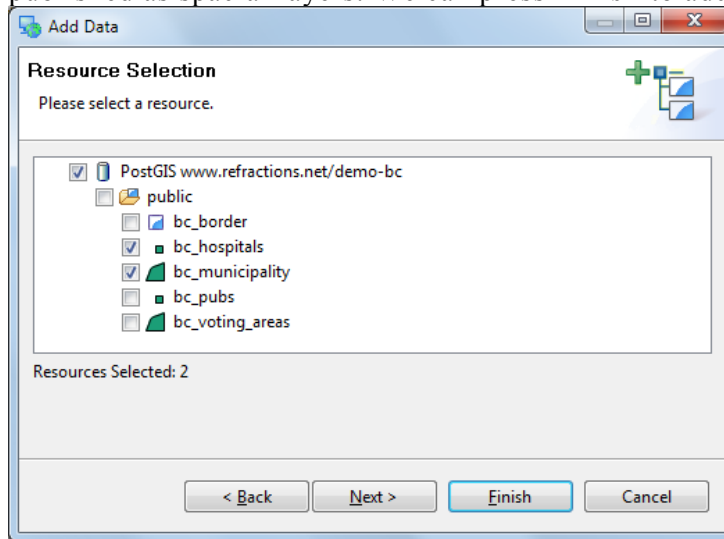 Add Data
Resource Selection
Please select a resource.
PostGIS www.refractions.net/demo-bc
public
bc_border
bc_hospitals
bc_municipality
bc_pubs
bc_voting_areas
Resources Selected: 2
< Back Next > Finish Cancel